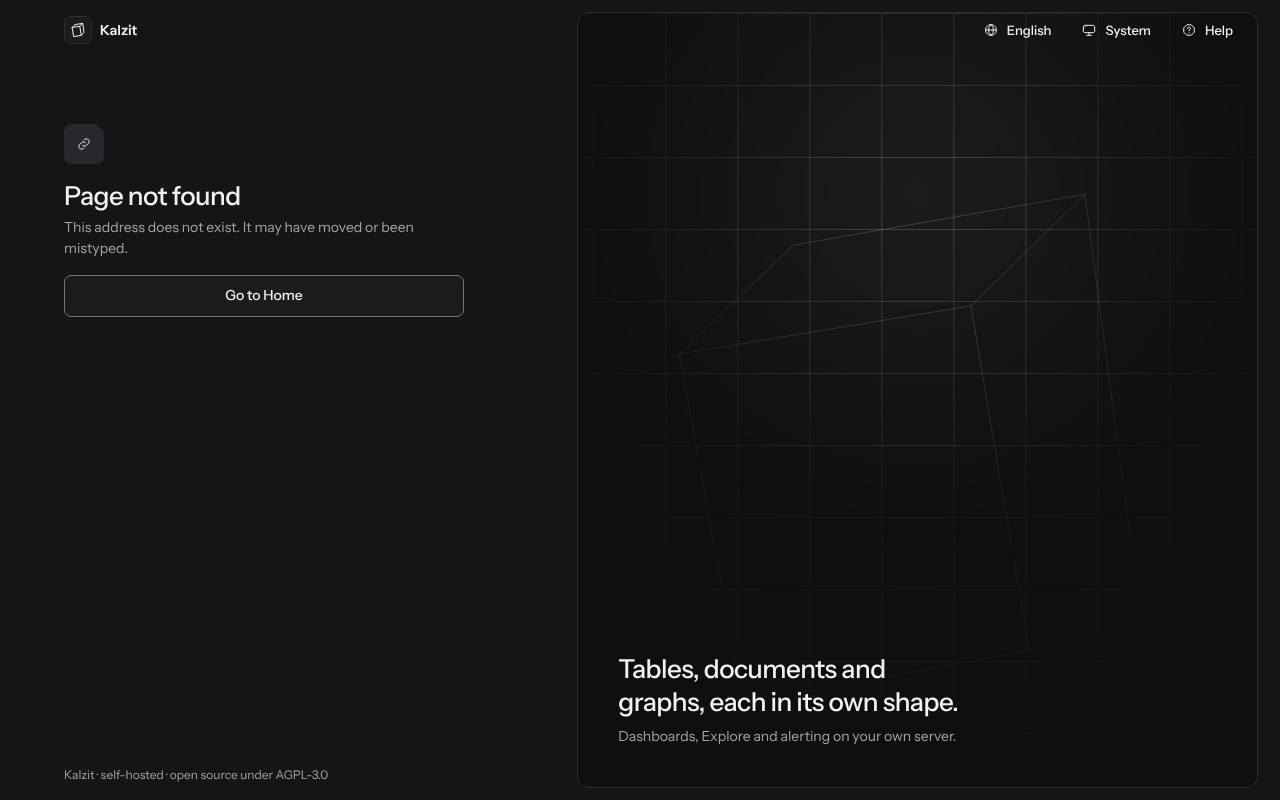 Kalzit
English
System
Help
Page not found
This address does not exist. It may have moved or been
mistyped.
Go to Home
Tables, documents and
graphs, each in its own shape.
Dashboards, Explore and alerting on your own server.
Kalzit · self-hosted · open source under AGPL-3.0